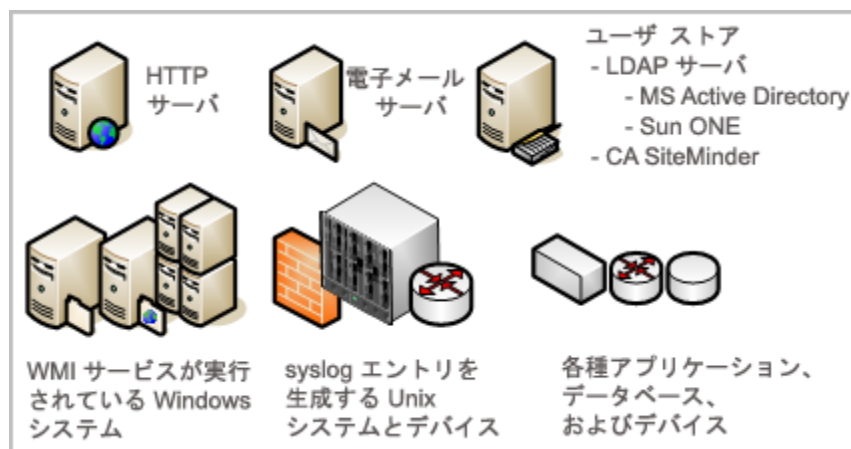 HTTP
サーバ
電子メール
サーバ
ユーザ ストア
- LDAP サーバ
- MS Active Directory
- Sun ONE
- CA SiteMinder
WMI サービスが実行
されている Windows
システム
syslog エントリを
生成する Unix
システムとデバイス
各種アプリケーション、
データベース、
およびデバイス